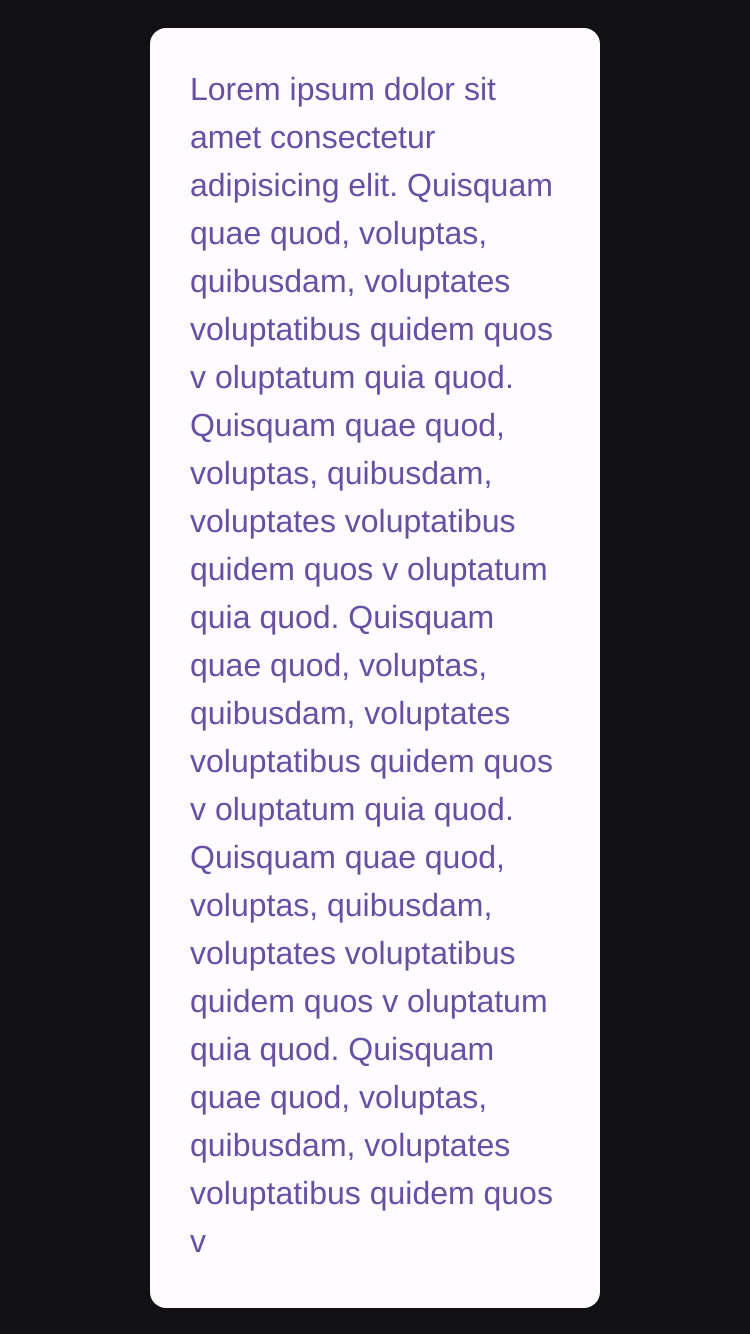 Lorem ipsum dolor sit
amet consectetur
adipisicing elit. Quisquam
quae quod, voluptas,
quibusdam, voluptates
voluptatibus quidem quos
v oluptatum quia quod.
Quisquam quae quod,
voluptas, quibusdam,
voluptates voluptatibus
quidem quos v oluptatum
quia quod. Quisquam
quae quod, voluptas,
quibusdam, voluptates
voluptatibus quidem quos
v oluptatum quia quod.
Quisquam quae quod,
voluptas, quibusdam,
voluptates voluptatibus
quidem quos v oluptatum
quia quod. Quisquam
quae quod, voluptas,
quibusdam, voluptates
voluptatibus quidem quos
v